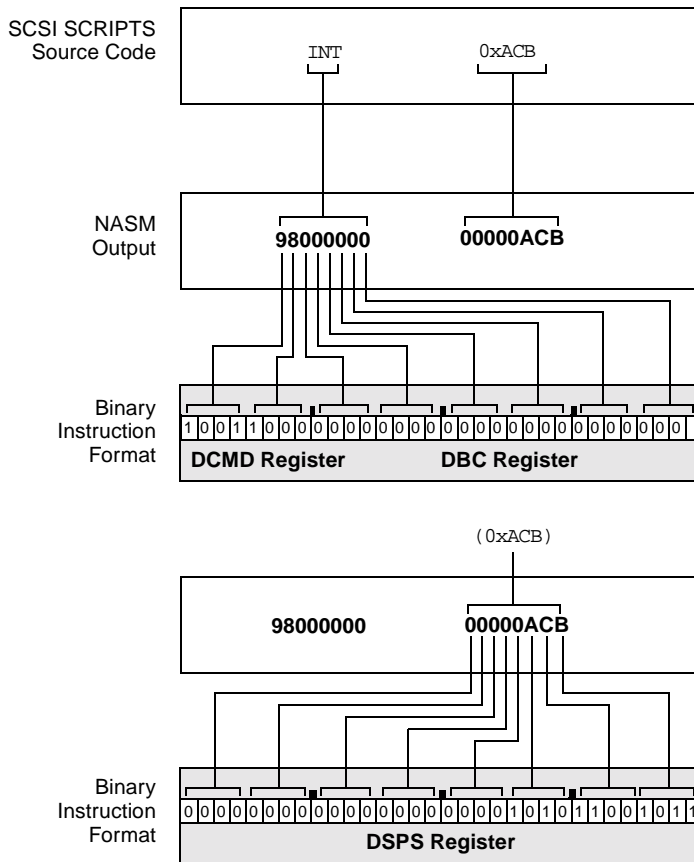 SCSI SCRIPTS
Source Code
INT 0xACB
NASM
Output
98000000 00000ACB
Binary
Instruction
Format
1 0 0 1 1 0 0 0 0 0 0 0 0 0 0 0 0 0 0 0 0 0 0 0 0 0 0 0 0 0 0
DCMD Register DBC Register
(0xACB)
98000000 00000ACB
Binary
Instruction
Format
0 0 0 0 0 0 0 0 0 0 0 0 0 0 0 0 0 0 0 0 1 0 1 0 1 1 0 0 1 0 1 1
DSPS Register